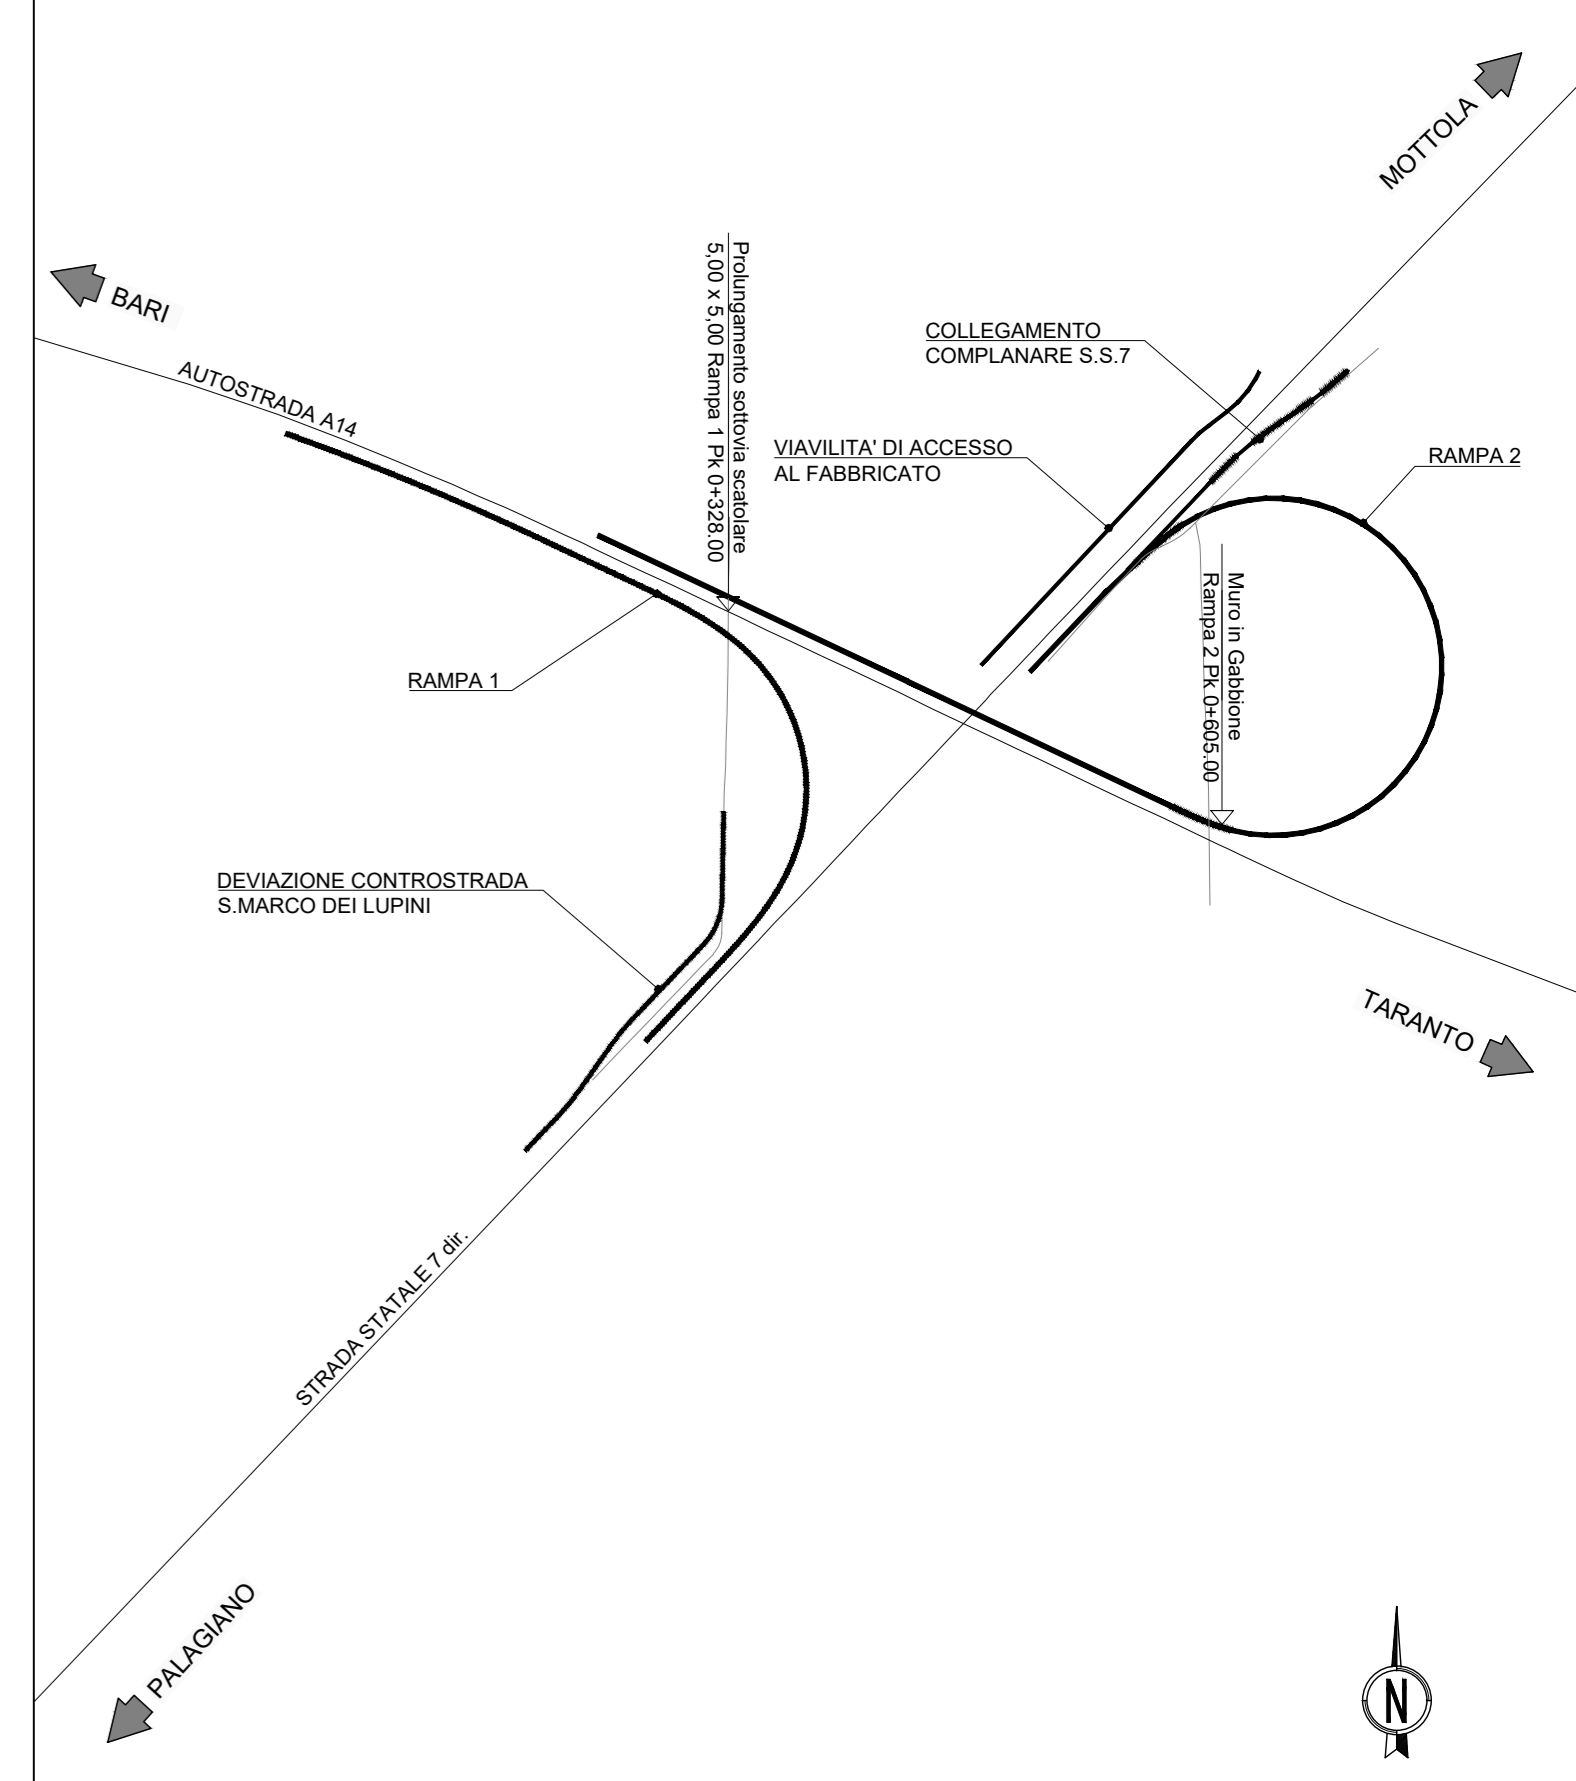 MOTTOLA
BARI
AUTOSTRADA A14
Prolungamento sottovia scatolare
5,00 x 5,00 Rampa 1 Pk 0+328.00
COLLEGAMENTO
COMPLANARE S.S.7
VIAVILITA' DI ACCESSO
AL FABBRICATO
RAMPA 2
Muro in Gabbione
Rampa 2 Pk 0+605.00
RAMPA 1
DEVIAZIONE CONTROSTRADA
S.MARCO DEI LUPINI
TARANTO
STRADA STATALE 7 dir.
PALAGIANO
N